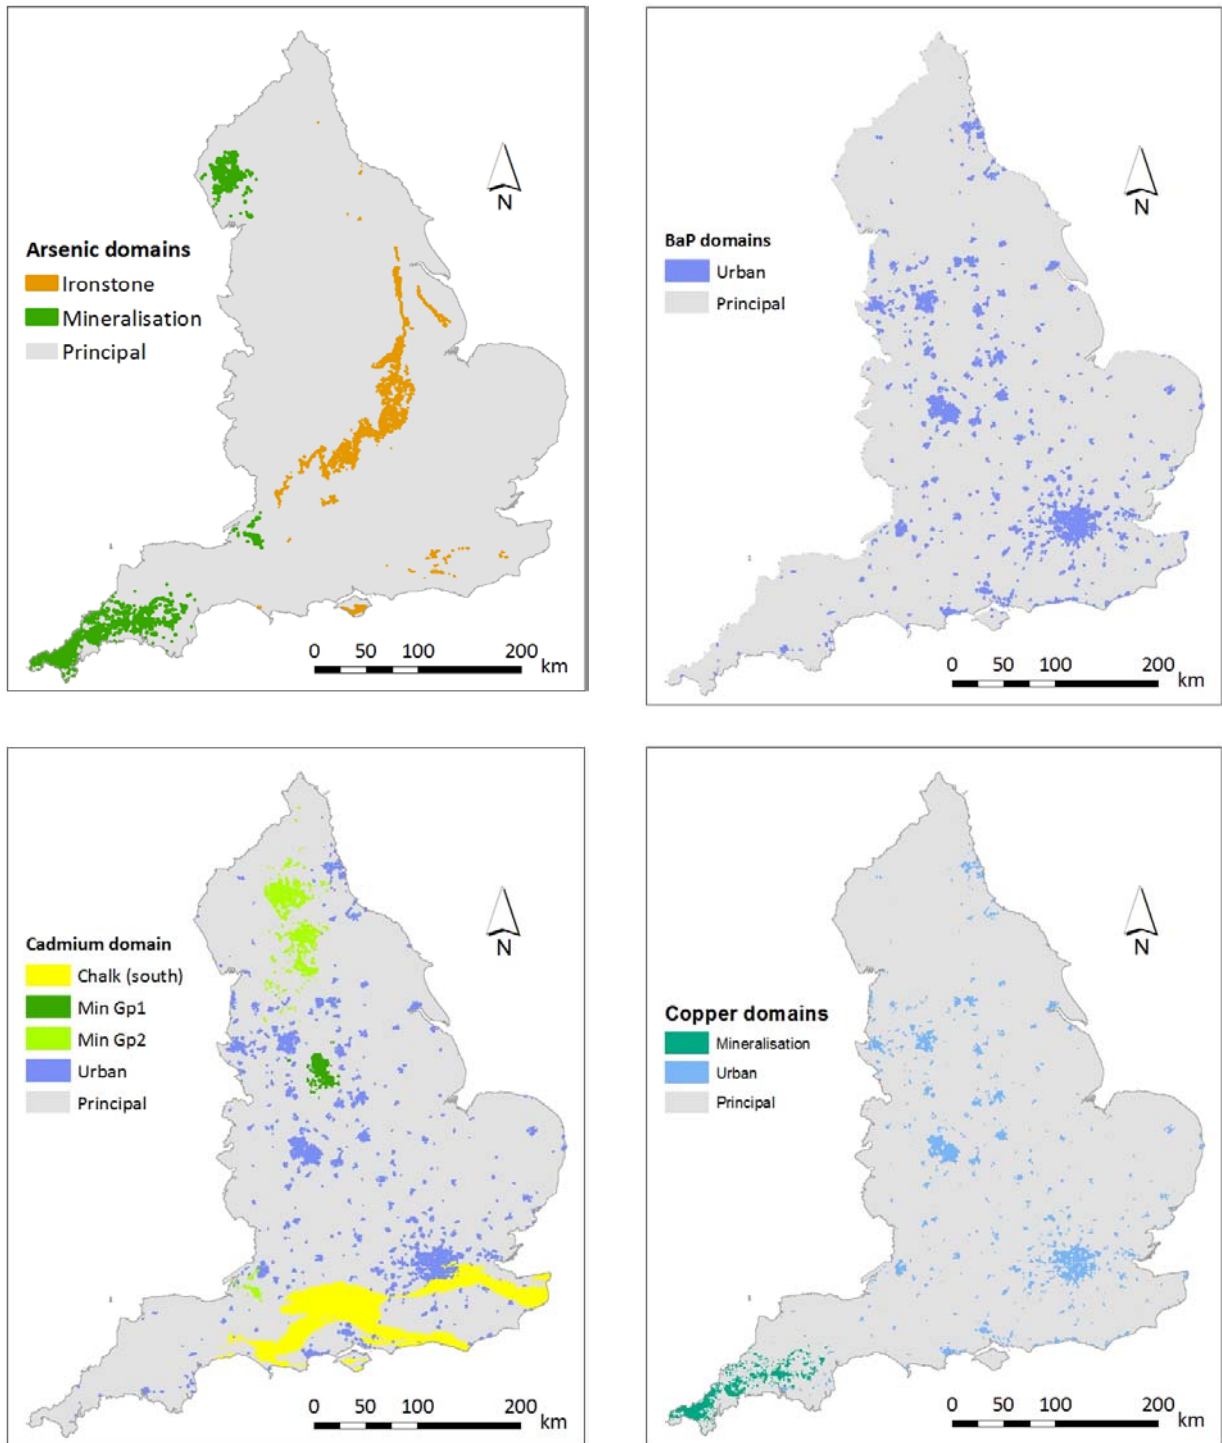 Arsenic domains
Ironstone
Mineralisation
Principal
N
0 50 100 200 km
BaP domains
Urban
Principal
N
0 50 100 200 km
Cadmium domain
Chalk (south)
Min Gp1
Min Gp2
Urban
Principal
N
0 50 100 200 km
Copper domains
Mineralisation
Urban
Principal
N
0 50 100 200 km